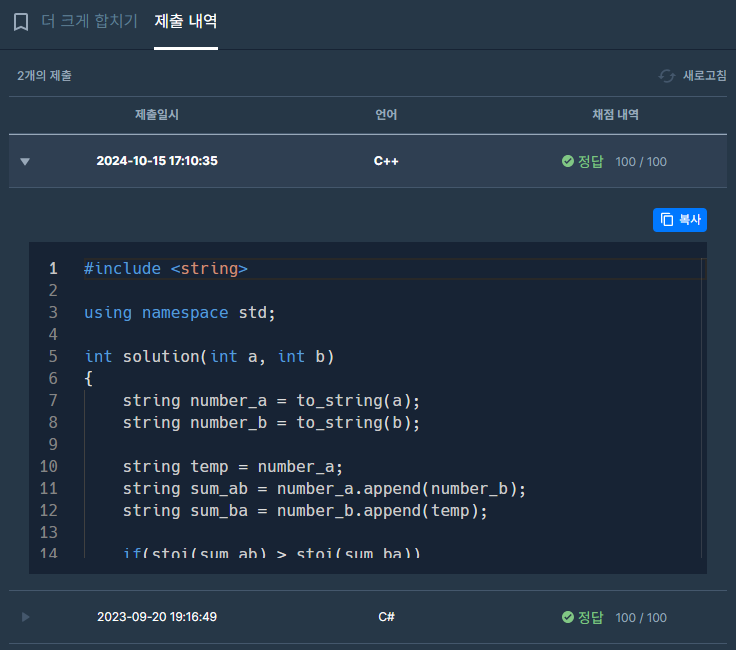 더 크게 합치기 제출 내역
2개의 제출 새로고침
제출일시 언어 채점 내역
2024-10-15 17:10:35 C++ 정답 100 / 100
복사
1 #include <string>
2
3 using namespace std;
4
5 int solution(int a, int b)
6 {
7     string number_a = to_string(a);
8     string number_b = to_string(b);
9
10     string temp = number_a;
11     string sum_ab = number_a.append(number_b);
12     string sum_ba = number_b.append(temp);
13
14     if(stoi(sum_ab) > stoi(sum_ba))
2023-09-20 19:16:49 C# 정답 100 / 100